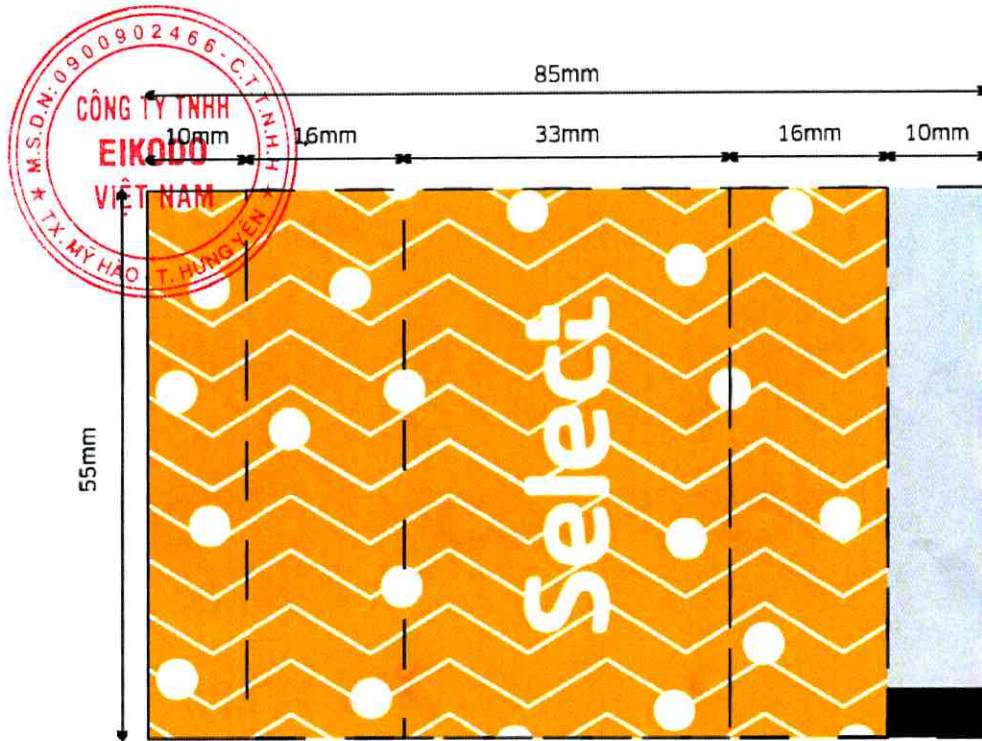 M.S.D.N: 0900902466 - C.T.T.N.H.H
CÔNG TY TNHH
EIKODO
VIỆT NAM
TX. MỸ HÀO - T. HƯNG YÊN
85mm
10mm
16mm
33mm
16mm
10mm
55mm
Select